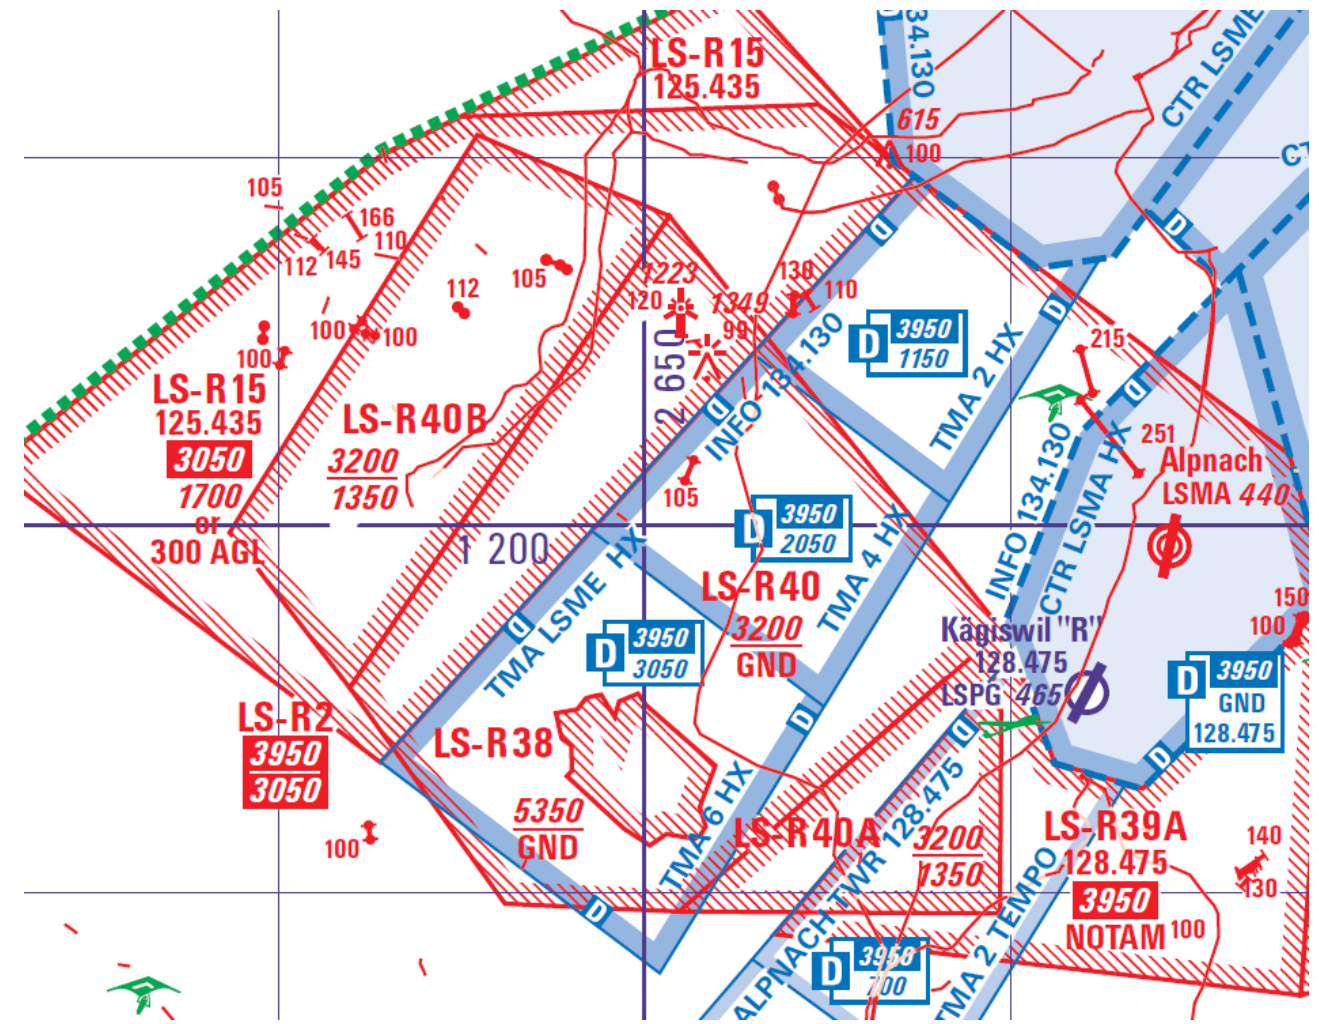 LS-R15
125.435
134.130
615
100
CTR LSME
CT
105
166
110
112
145
D
112
105
1223
120
1349
99
130
110
D
3950
1150
100
100
100
2 650
INFO 134.130
TMA 2 HX
D
D
D
215
LS-R15
125.435
3050
1700
or
300 AGL
LS-R40B
3200
1350
105
251
Alpnach
LSMA 440
INFO 134.130
CTR LSMA HX
1 200
D
3950
2050
LS-R40
3200
GND
TMA 4 HX
TMA LSME HX
D
D
3950
3050
Kägiswil "R"
128.475
LSPG 465
150
100
D
3950
GND
128.475
LS-R2
3950
3050
LS-R38
5350
GND
D
D
D
TMA 6 HX
LS-R40A
3200
1350
LS-R39A
128.475
3950
NOTAM
100
140
130
100
D
ALPNACH TWR 128.475
TMA 2 TEMPO
D
3950
700